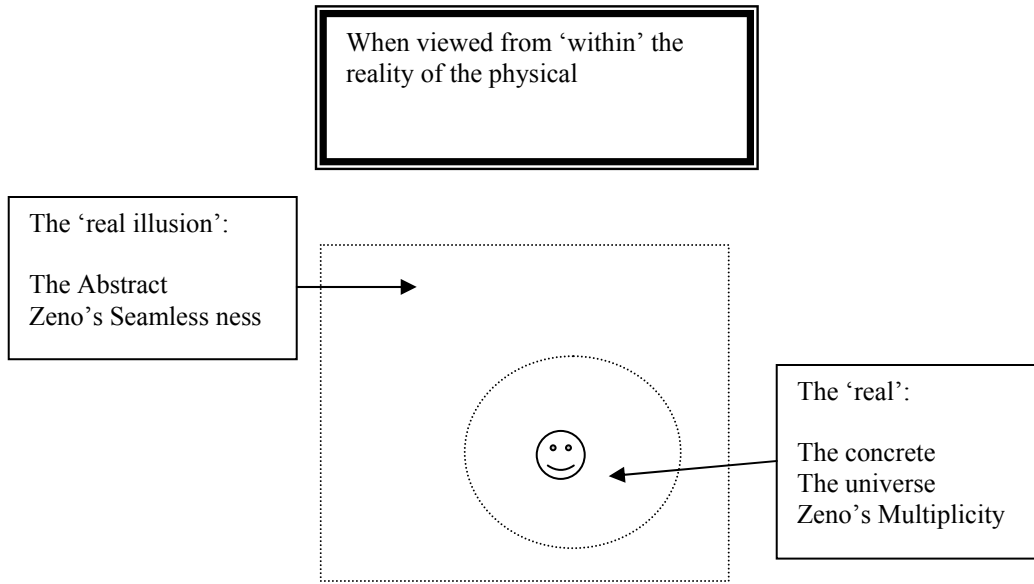 When viewed from ‘within’ the
reality of the physical
The ‘real illusion’:
The Abstract
Zeno’s Seamless ness
The ‘real’:
The concrete
The universe
Zeno’s Multiplicity